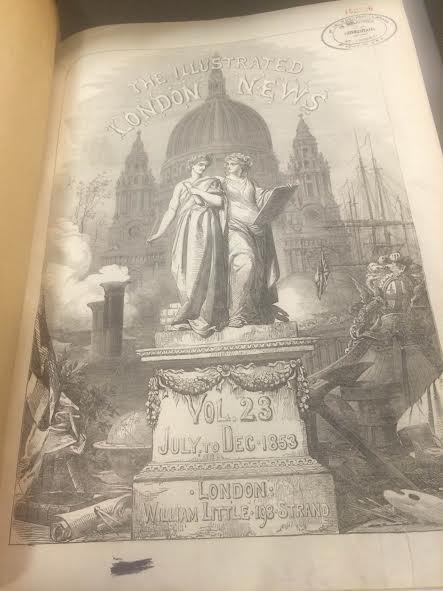 THE ILLUSTRATED
LONDON NEWS
VOL. 23
JULY, TO DEC. 1853
·LONDON:
WILLIAM LITTLE·198·STRAND